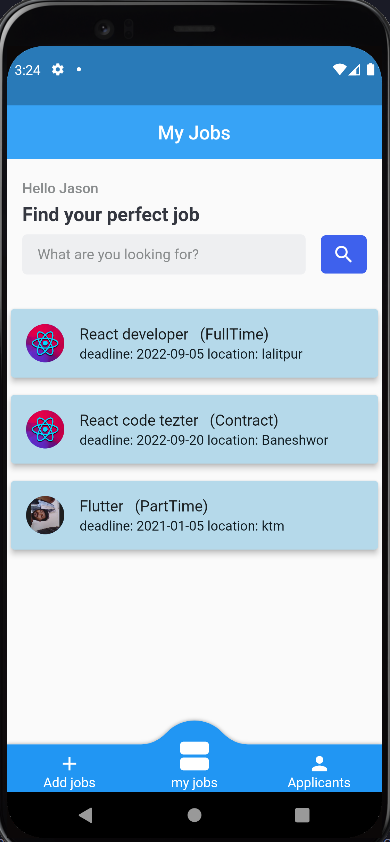 3:24
My Jobs
Hello Jason
Find your perfect job
What are you looking for?
React developer (FullTime)
deadline: 2022-09-05 location: lalitpur
React code tezter (Contract)
deadline: 2022-09-20 location: Baneshwor
Flutter (PartTime)
deadline: 2021-01-05 location: ktm
Add jobs my jobs Applicants